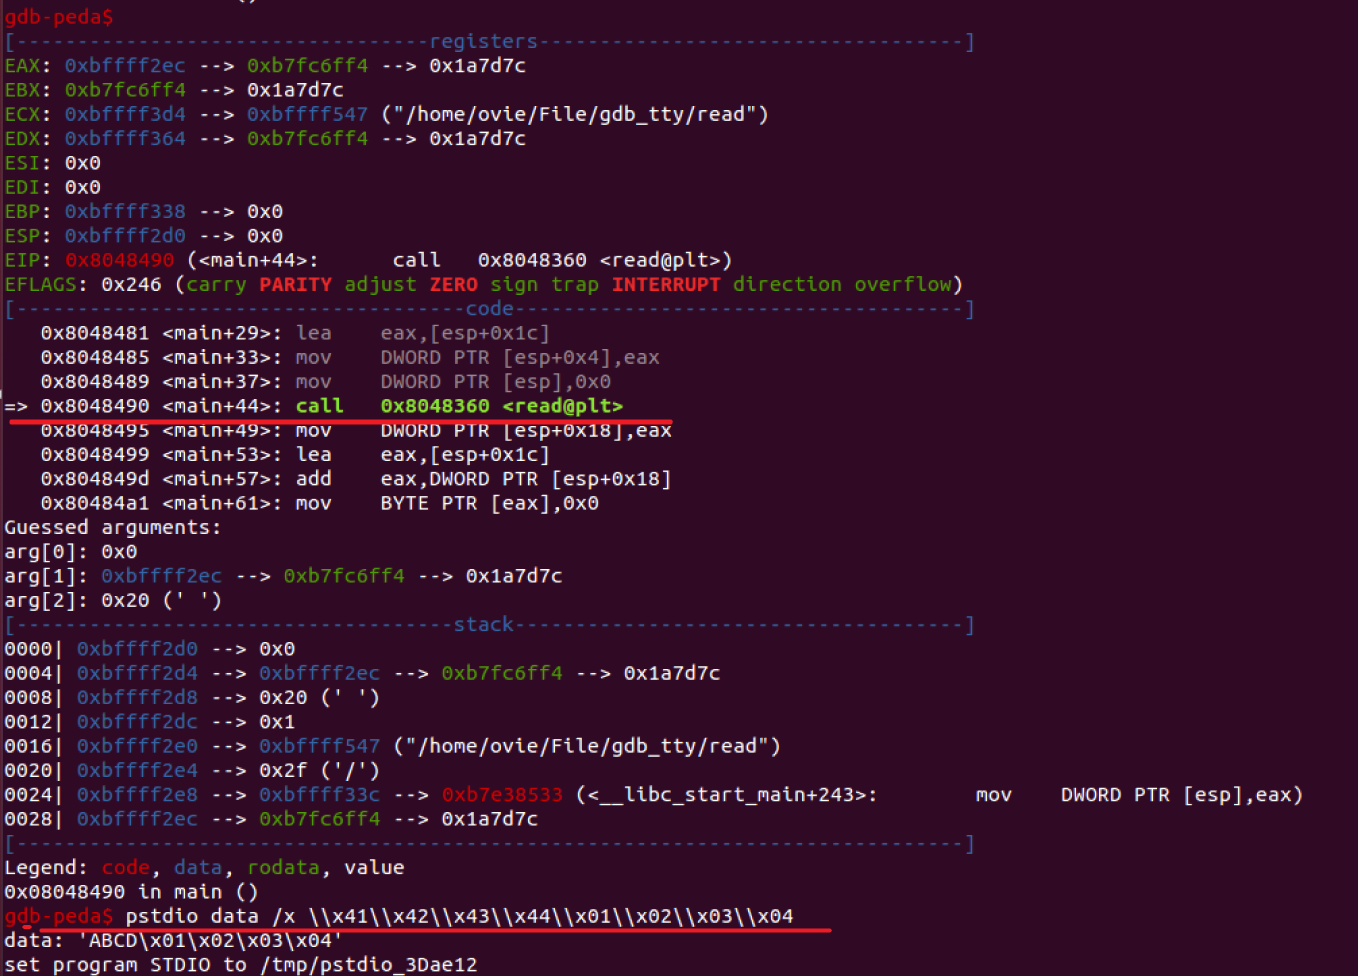 gdb-peda$
[----------------------------------registers-----------------------------------]
EAX: 0xbffff2ec --> 0xb7fc6ff4 --> 0x1a7d7c
EBX: 0xb7fc6ff4 --> 0x1a7d7c
ECX: 0xbffff3d4 --> 0xbffff547 ("/home/ovie/File/gdb_tty/read")
EDX: 0xbffff364 --> 0xb7fc6ff4 --> 0x1a7d7c
ESI: 0x0
EDI: 0x0
EBP: 0xbffff338 --> 0x0
ESP: 0xbffff2d0 --> 0x0
EIP: 0x8048490 (<main+44>:      call   0x8048360 <read@plt>)
EFLAGS: 0x246 (carry PARITY adjust ZERO sign trap INTERRUPT direction overflow)
[-------------------------------------code-------------------------------------]
   0x8048481 <main+29>: lea    eax,[esp+0x1c]
   0x8048485 <main+33>: mov    DWORD PTR [esp+0x4],eax
   0x8048489 <main+37>: mov    DWORD PTR [esp],0x0
=> 0x8048490 <main+44>: call   0x8048360 <read@plt>
   0x8048495 <main+49>: mov    DWORD PTR [esp+0x18],eax
   0x8048499 <main+53>: lea    eax,[esp+0x1c]
   0x804849d <main+57>: add    eax,DWORD PTR [esp+0x18]
   0x80484a1 <main+61>: mov    BYTE PTR [eax],0x0
Guessed arguments:
arg[0]: 0x0
arg[1]: 0xbffff2ec --> 0xb7fc6ff4 --> 0x1a7d7c
arg[2]: 0x20 (' ')
[------------------------------------stack-------------------------------------]
0000| 0xbffff2d0 --> 0x0
0004| 0xbffff2d4 --> 0xbffff2ec --> 0xb7fc6ff4 --> 0x1a7d7c
0008| 0xbffff2d8 --> 0x20 (' ')
0012| 0xbffff2dc --> 0x1
0016| 0xbffff2e0 --> 0xbffff547 ("/home/ovie/File/gdb_tty/read")
0020| 0xbffff2e4 --> 0x2f ('/')
0024| 0xbffff2e8 --> 0xbffff33c --> 0xb7e38533 (<__libc_start_main+243>:        mov    DWORD PTR [esp],eax)
0028| 0xbffff2ec --> 0xb7fc6ff4 --> 0x1a7d7c
[------------------------------------------------------------------------------]
Legend: code, data, rodata, value
0x08048490 in main ()
gdb-peda$ pstdio data /x \\x41\\x42\\x43\\x44\\x01\\x02\\x03\\x04
data: 'ABCD\x01\x02\x03\x04'
set program STDIO to /tmp/pstdio_3Dae12